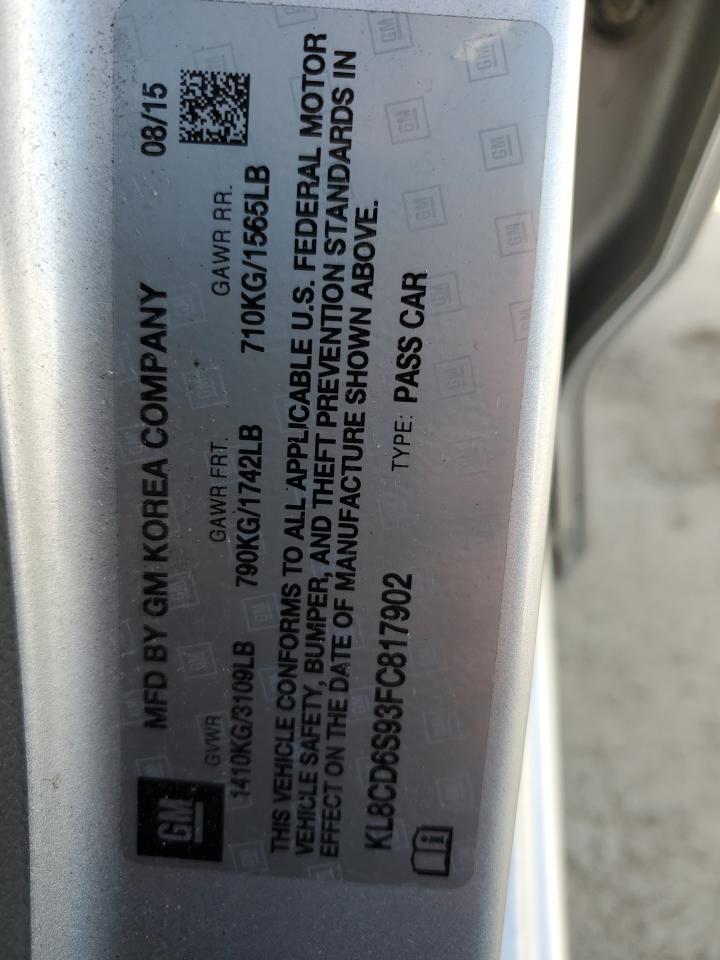 GM
MFD BY GM KOREA COMPANY 08/15
GVWR GAWR FRT. GAWR RR.
1410KG/3109LB 790KG/1742LB 710KG/1565LB
THIS VEHICLE CONFORMS TO ALL APPLICABLE U.S. FEDERAL MOTOR
VEHICLE SAFETY, BUMPER, AND THEFT PREVENTION STANDARDS IN
EFFECT ON THE DATE OF MANUFACTURE SHOWN ABOVE.
KL8CD6S93FC817902 TYPE: PASS CAR